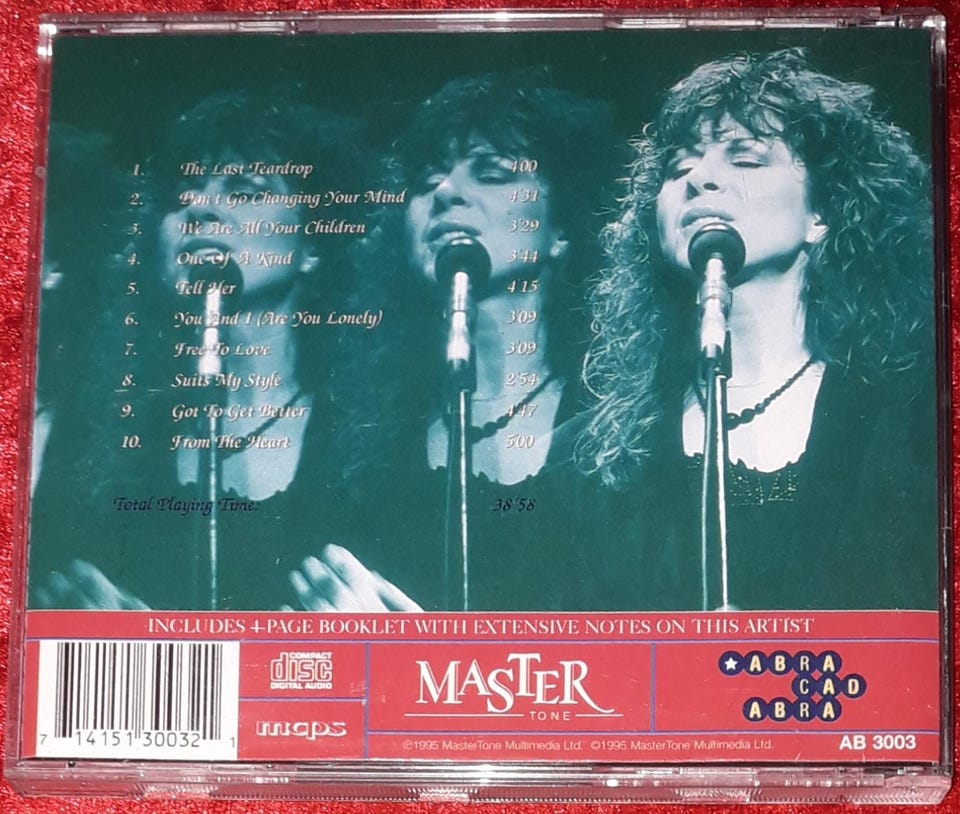 1. The Last Teardrop 4'00
2. Don't Go Changing Your Mind 4'31
3. We Are All Your Children 3'29
4. One Of A Kind 3'44
5. Tell Her 4'15
6. You And I (Are You Lonely) 3'09
7. Free To Love 3'09
8. Suits My Style 2'54
9. Got To Get Better 4'47
10. From The Heart 5'00
Total Playing Time: 38'58
INCLUDES 4-PAGE BOOKLET WITH EXTENSIVE NOTES ON THIS ARTIST
7 14151 30032 1
COMPACT
disc
DIGITAL AUDIO
mcps
MASTER
TONE
℗1995 MasterTone Multimedia Ltd. ©1995 MasterTone Multimedia Ltd.
ABRA
CAD
ABRA
AB 3003